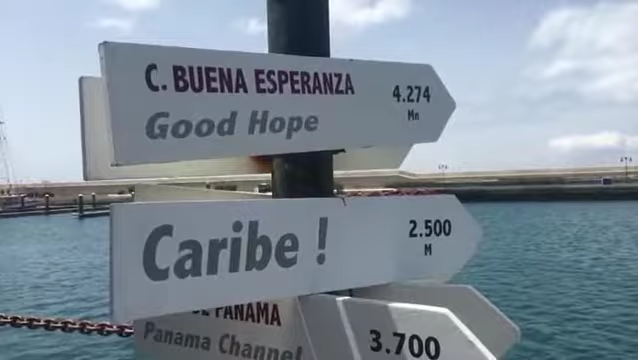 C. BUENA ESPERANZA 4.274
Good Hope Mn
Caribe ! 2.500
M
PANAMA
Panama Channel 3.700